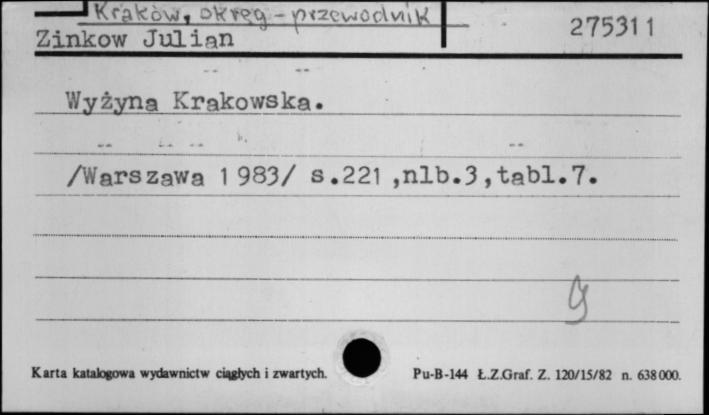 Kraków, okręg - przewodnik
Zinkow Julian
275311
Wyżyna Krakowska.
/Warszawa 1983/ s.221,nlb.3,tabl.7.
g
Karta katalogowa wydawnictw ciągłych i zwartych.
Pu-B-144 Ł.Z.Graf. Z. 120/15/82 n. 638000.